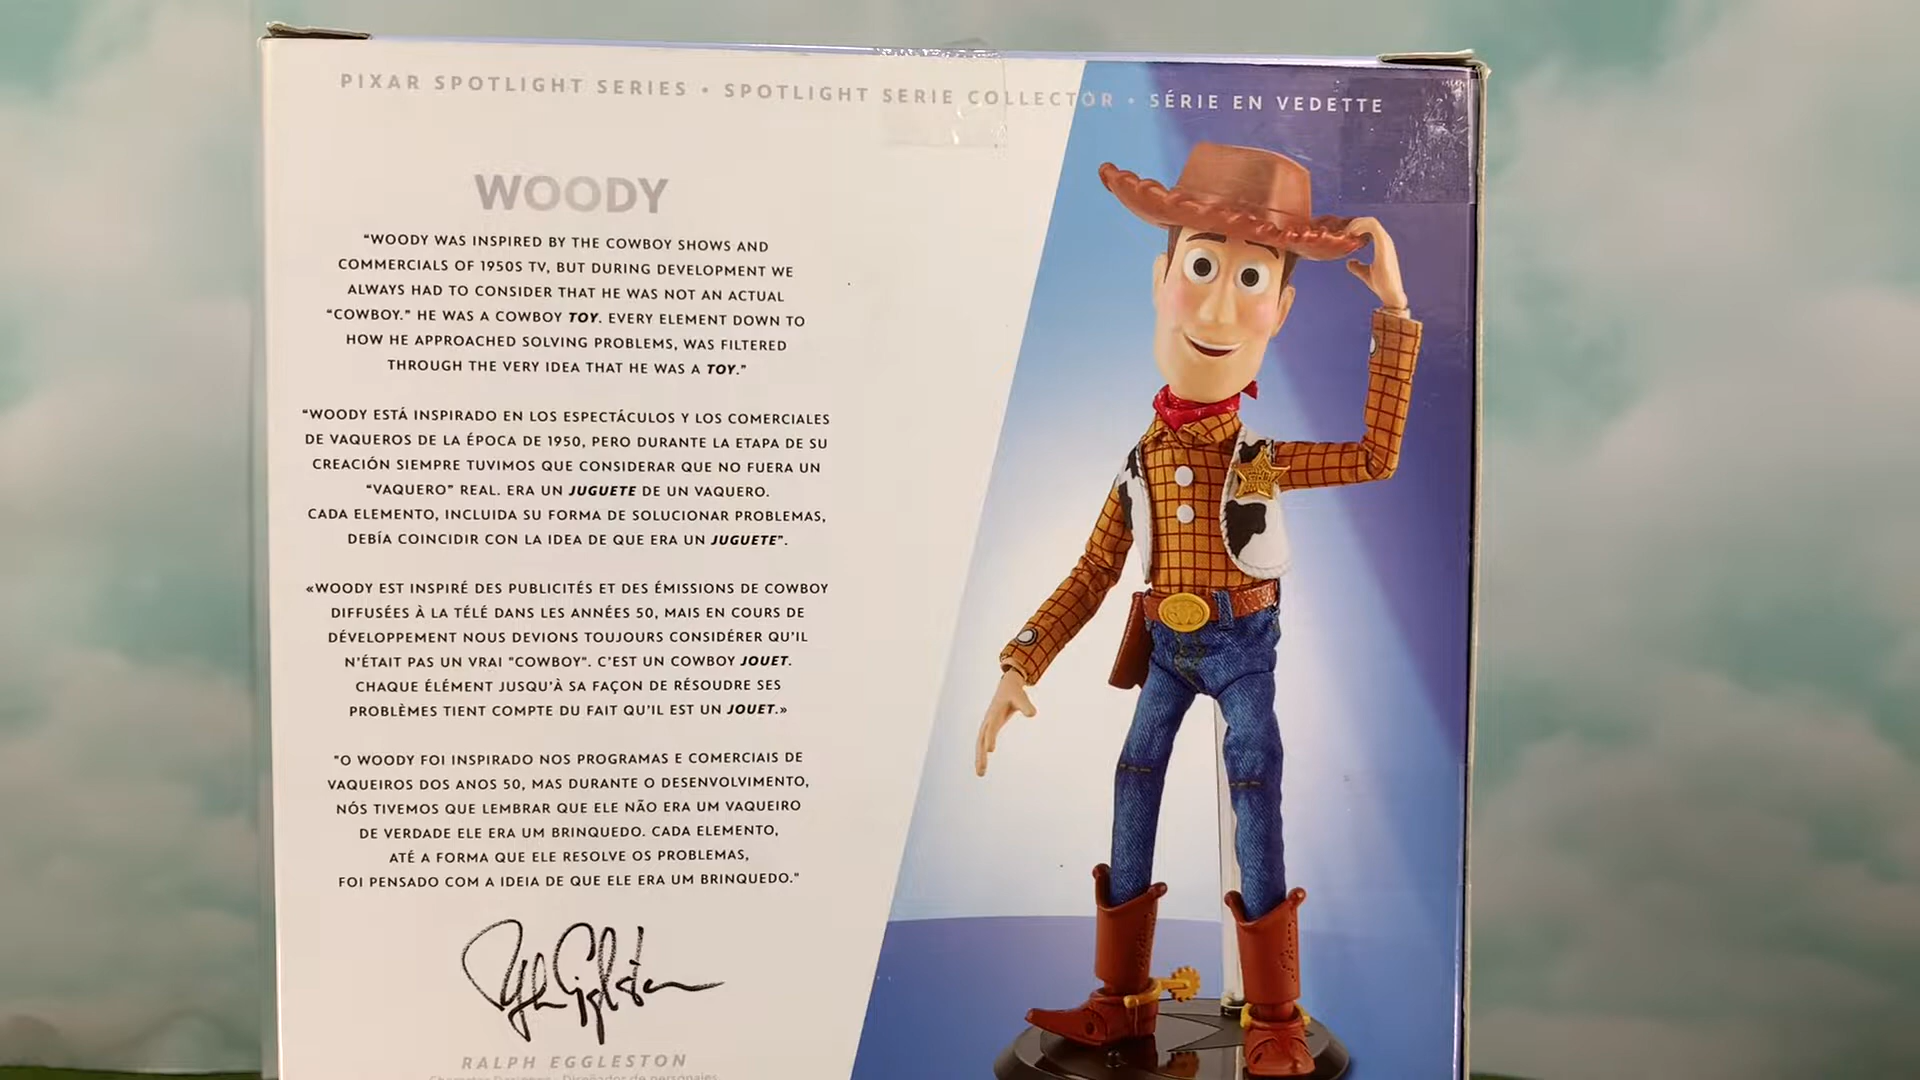 PIXAR SPOTLIGHT SERIES • SPOTLIGHT SERIE COLLECTOR • SÉRIE EN VEDETTE
WOODY
“WOODY WAS INSPIRED BY THE COWBOY SHOWS AND
COMMERCIALS OF 1950S TV, BUT DURING DEVELOPMENT WE
ALWAYS HAD TO CONSIDER THAT HE WAS NOT AN ACTUAL
“COWBOY.” HE WAS A COWBOY TOY. EVERY ELEMENT DOWN TO
HOW HE APPROACHED SOLVING PROBLEMS, WAS FILTERED
THROUGH THE VERY IDEA THAT HE WAS A TOY.”
“WOODY ESTÁ INSPIRADO EN LOS ESPECTÁCULOS Y LOS COMERCIALES
DE VAQUEROS DE LA ÉPOCA DE 1950, PERO DURANTE LA ETAPA DE SU
CREACIÓN SIEMPRE TUVIMOS QUE CONSIDERAR QUE NO FUERA UN
“VAQUERO” REAL. ERA UN JUGUETE DE UN VAQUERO.
CADA ELEMENTO, INCLUIDA SU FORMA DE SOLUCIONAR PROBLEMAS,
DEBÍA COINCIDIR CON LA IDEA DE QUE ERA UN JUGUETE”.
«WOODY EST INSPIRÉ DES PUBLICITÉS ET DES ÉMISSIONS DE COWBOY
DIFFUSÉES À LA TÉLÉ DANS LES ANNÉES 50, MAIS EN COURS DE
DÉVELOPPEMENT NOUS DEVIONS TOUJOURS CONSIDÉRER QU’IL
N’ÉTAIT PAS UN VRAI "COWBOY". C’EST UN COWBOY JOUET.
CHAQUE ÉLÉMENT JUSQU’À SA FAÇON DE RÉSOUDRE SES
PROBLÈMES TIENT COMPTE DU FAIT QU’IL EST UN JOUET.»
"O WOODY FOI INSPIRADO NOS PROGRAMAS E COMERCIAIS DE
VAQUEIROS DOS ANOS 50, MAS DURANTE O DESENVOLVIMENTO,
NÓS TIVEMOS QUE LEMBRAR QUE ELE NÃO ERA UM VAQUEIRO
DE VERDADE ELE ERA UM BRINQUEDO. CADA ELEMENTO,
ATÉ A FORMA QUE ELE RESOLVE OS PROBLEMAS,
FOI PENSADO COM A IDEIA DE QUE ELE ERA UM BRINQUEDO."
Ralph Eggleston
RALPH EGGLESTON
Character Designer • Diseñador de personajes